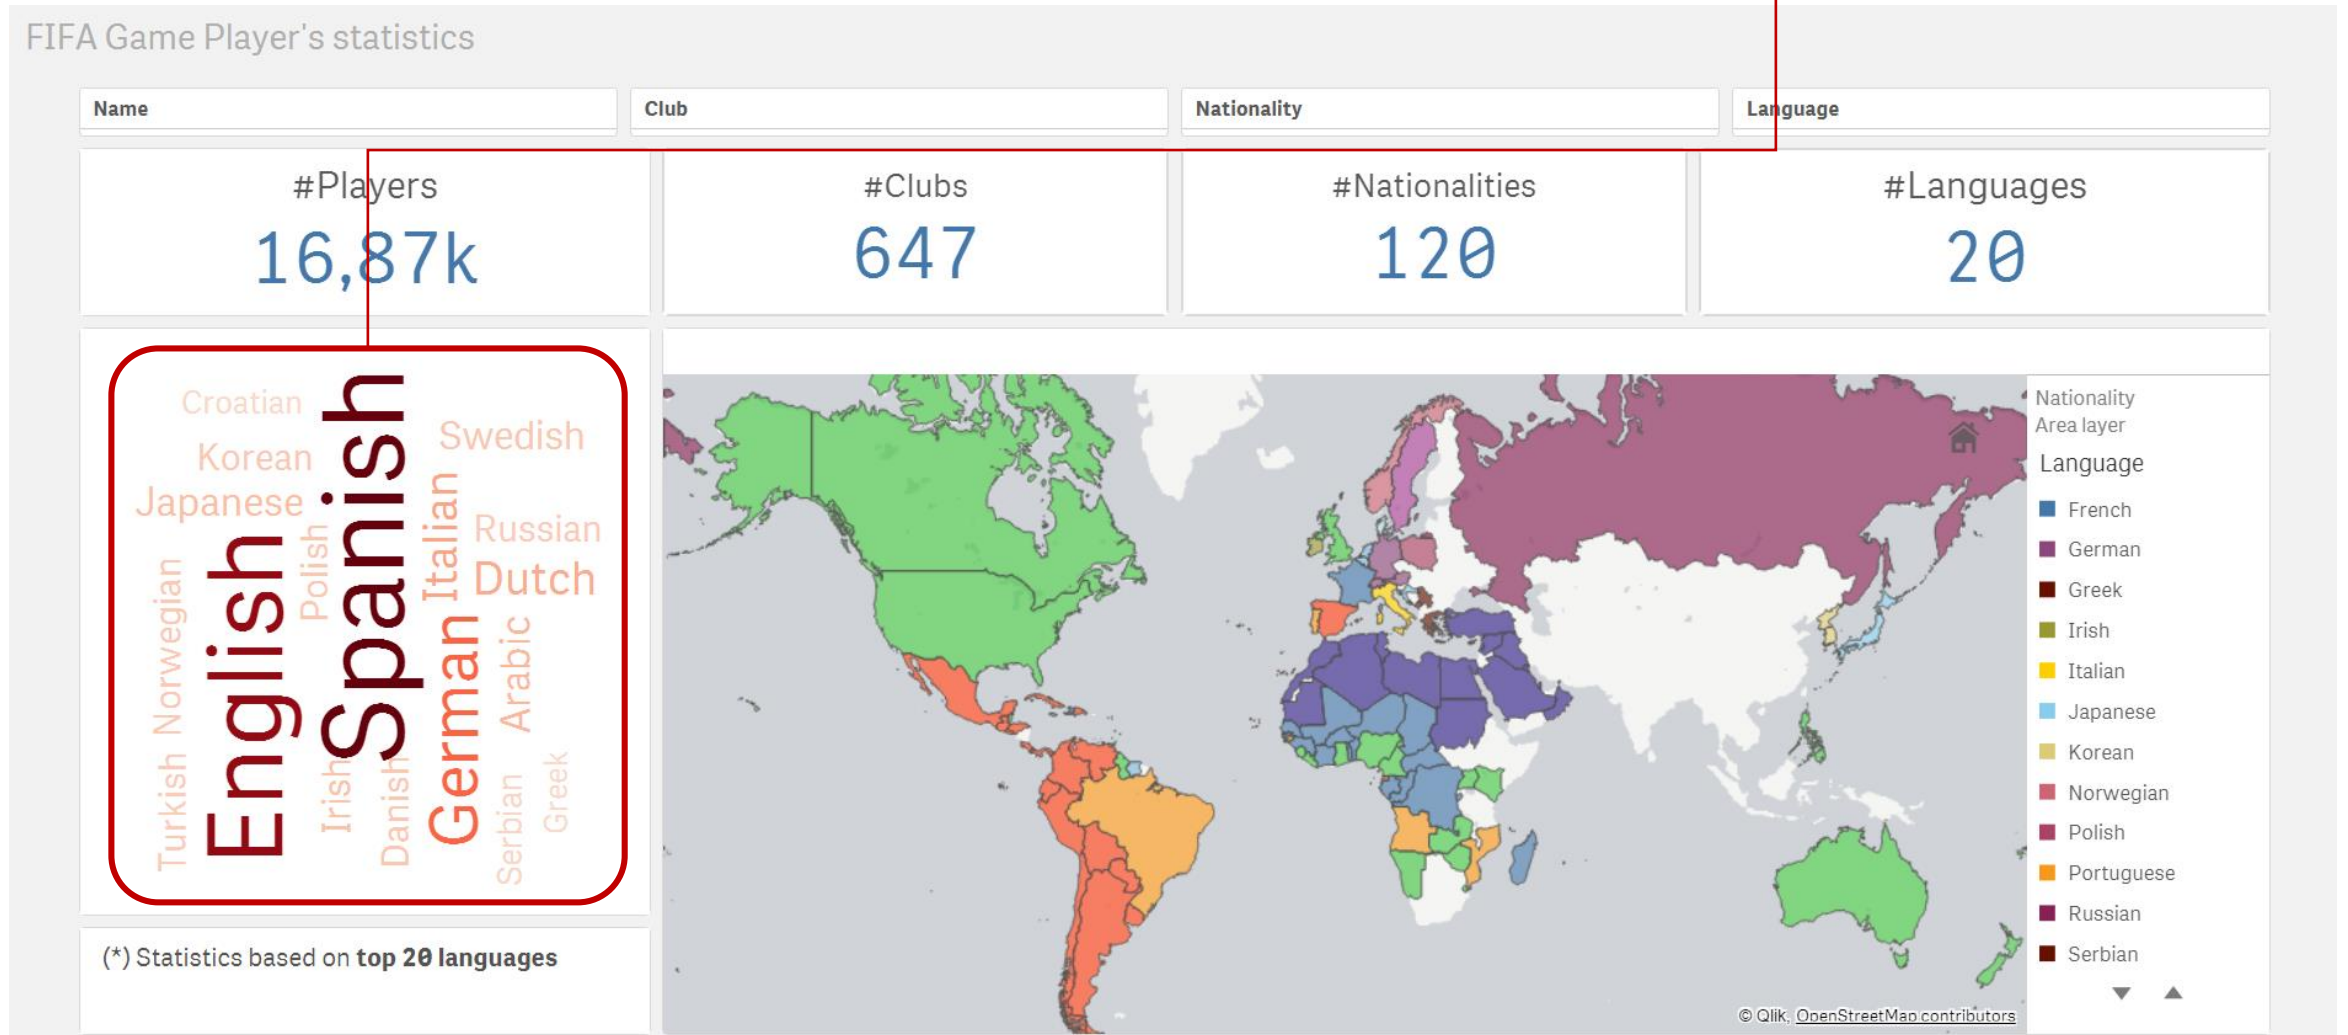 FIFA Game Player's statistics
Name
Club
Nationality
Language
#Players
16,87k
#Clubs
647
#Nationalities
120
#Languages
20
Croatian
Korean
Japanese
Spanish
Swedish
Italian
Russian
Dutch
Polish
Norwegian
English
German
Arabic
Turkish
Irish
Danish
Serbian
Greek
(*) Statistics based on top 20 languages
Nationality
Area layer
Language
French
German
Greek
Irish
Italian
Japanese
Korean
Norwegian
Polish
Portuguese
Russian
Serbian
© Qlik, OpenStreetMap contributors